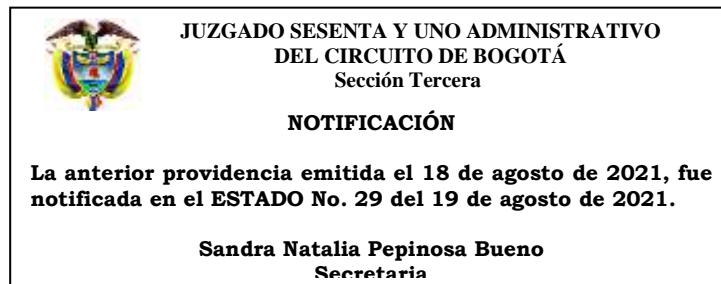 JUZGADO SESENTA Y UNO ADMINISTRATIVO
DEL CIRCUITO DE BOGOTÁ
Sección Tercera
NOTIFICACIÓN
La anterior providencia emitida el 18 de agosto de 2021, fue
notificada en el ESTADO No. 29 del 19 de agosto de 2021.
Sandra Natalia Pepinosa Bueno
Secretaria